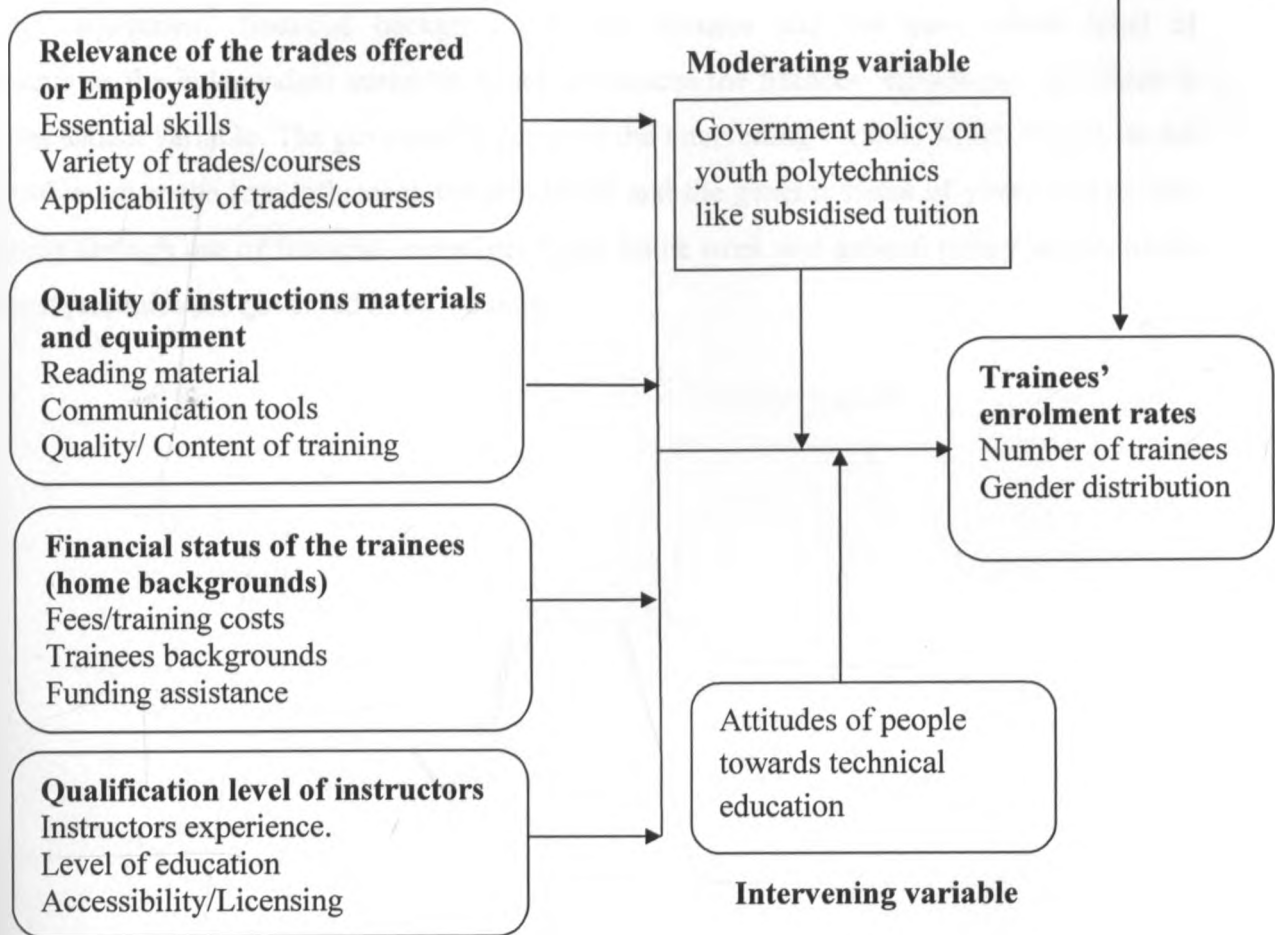 Relevance of the trades offered
or Employability
Essential skills
Variety of trades/courses
Applicability of trades/courses
Quality of instructions materials
and equipment
Reading material
Communication tools
Quality/ Content of training
Financial status of the trainees
(home backgrounds)
Fees/training costs
Trainees backgrounds
Funding assistance
Qualification level of instructors
Instructors experience.
Level of education
Accessibility/Licensing
Moderating variable
Government policy on
youth polytechnics
like subsidised tuition
Attitudes of people
towards technical
education
Intervening variable
Trainees’
enrolment rates
Number of trainees
Gender distribution